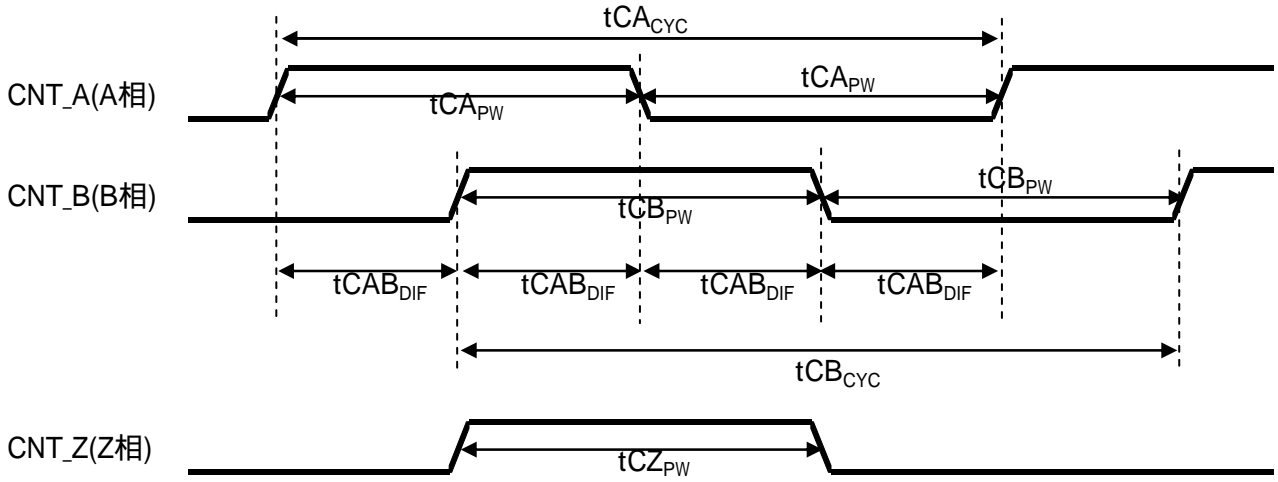 tCA_CYC
CNT_A(A相)
tCA_PW
tCA_PW
CNT_B(B相)
tCB_PW
tCB_PW
tCAB_DIF tCAB_DIF tCAB_DIF tCAB_DIF
tCB_CYC
CNT_Z(Z相)
tCZ_PW